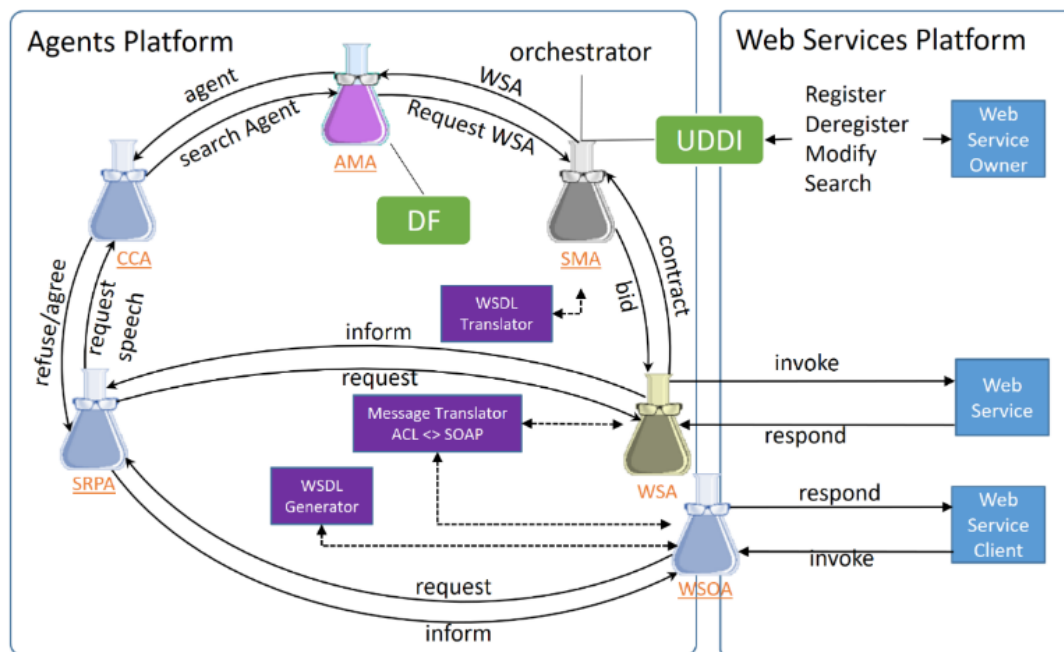 Agents Platform
Web Services Platform
orchestrator
agent
search Agent
WSA
Request WSA
AMA
UDDI
Register
Deregister
Modify
Search
Web
Service
Owner
DF
CCA
SMA
refuse/agree
request
speech
WSDL
Translator
bid
contract
inform
request
Message Translator
ACL <> SOAP
invoke
respond
Web
Service
SRPA
WSDL
Generator
WSA
respond
invoke
Web
Service
Client
request
inform
WSOA